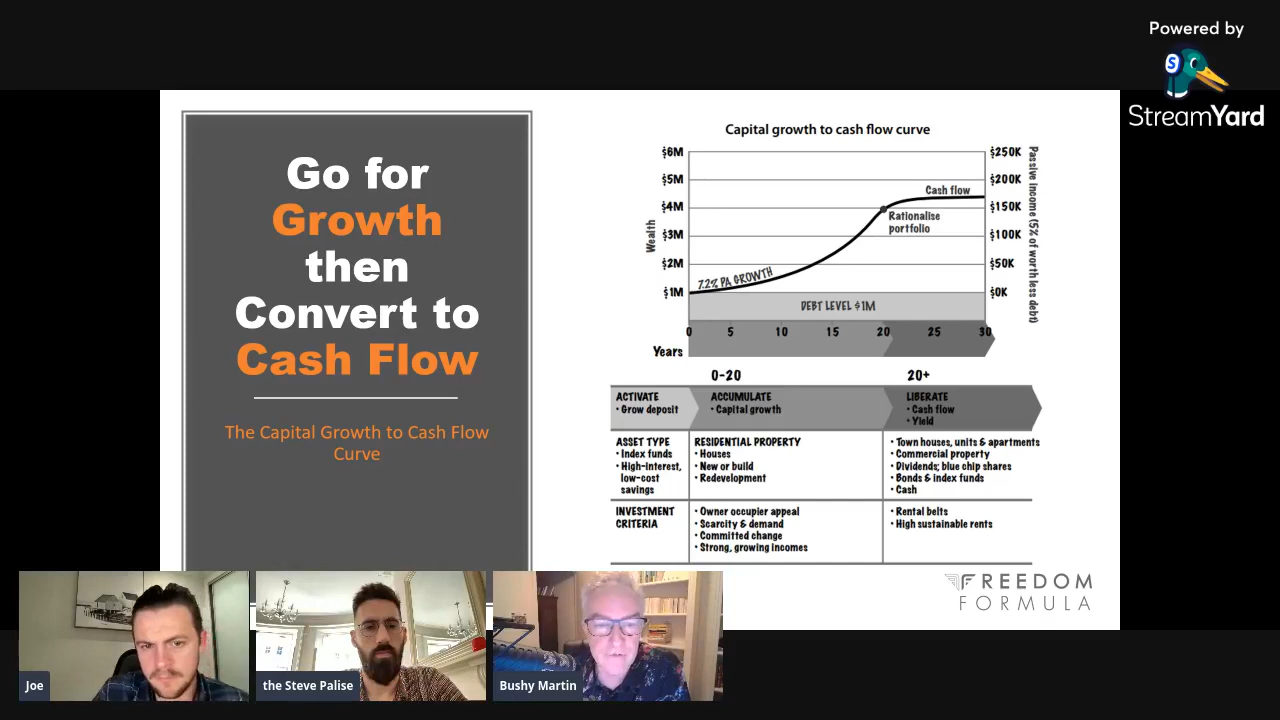 Powered by
S
StreamYard
Go for
Growth
then
Convert to
Cash Flow
The Capital Growth to Cash Flow
Curve
Capital growth to cash flow curve
$6M
$5M
$4M
$3M
$2M
$1M
Wealth
$250K
$200K
$150K
$100K
$50K
$0K
Passive income (5% of worth less debt)
Cash flow
Rationalise
portfolio
7.2% PA GROWTH
DEBT LEVEL $1M
0 5 10 15 20 25 30
Years
0-20 20+
ACTIVATE
• Grow deposit
ACCUMULATE
• Capital growth
LIBERATE
• Cash flow
• Yield
ASSET TYPE
• Index funds
• High-interest,
low-cost
savings
RESIDENTIAL PROPERTY
• Houses
• New or build
• Redevelopment
• Town houses, units & apartments
• Commercial property
• Dividends; blue chip shares
• Bonds & index funds
• Cash
INVESTMENT
CRITERIA
• Owner occupier appeal
• Scarcity & demand
• Committed change
• Strong, growing incomes
• Rental belts
• High sustainable rents
FREEDOM
FORMULA
Joe
the Steve Palise
Bushy Martin